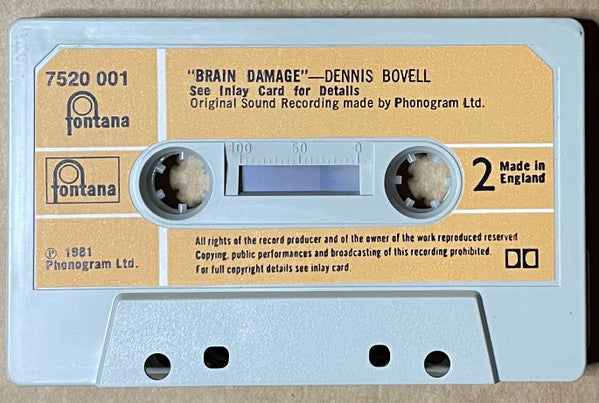 7520 001
fontana
fontana
℗ 1981
Phonogram Ltd.
"BRAIN DAMAGE"—DENNIS BOVELL
See Inlay Card for Details
Original Sound Recording made by Phonogram Ltd.
100 50 0
2 Made in
England
All rights of the record producer and of the owner of the work reproduced reserved
Copying, public performances and broadcasting of this recording prohibited.
For full copyright details see inlay card.